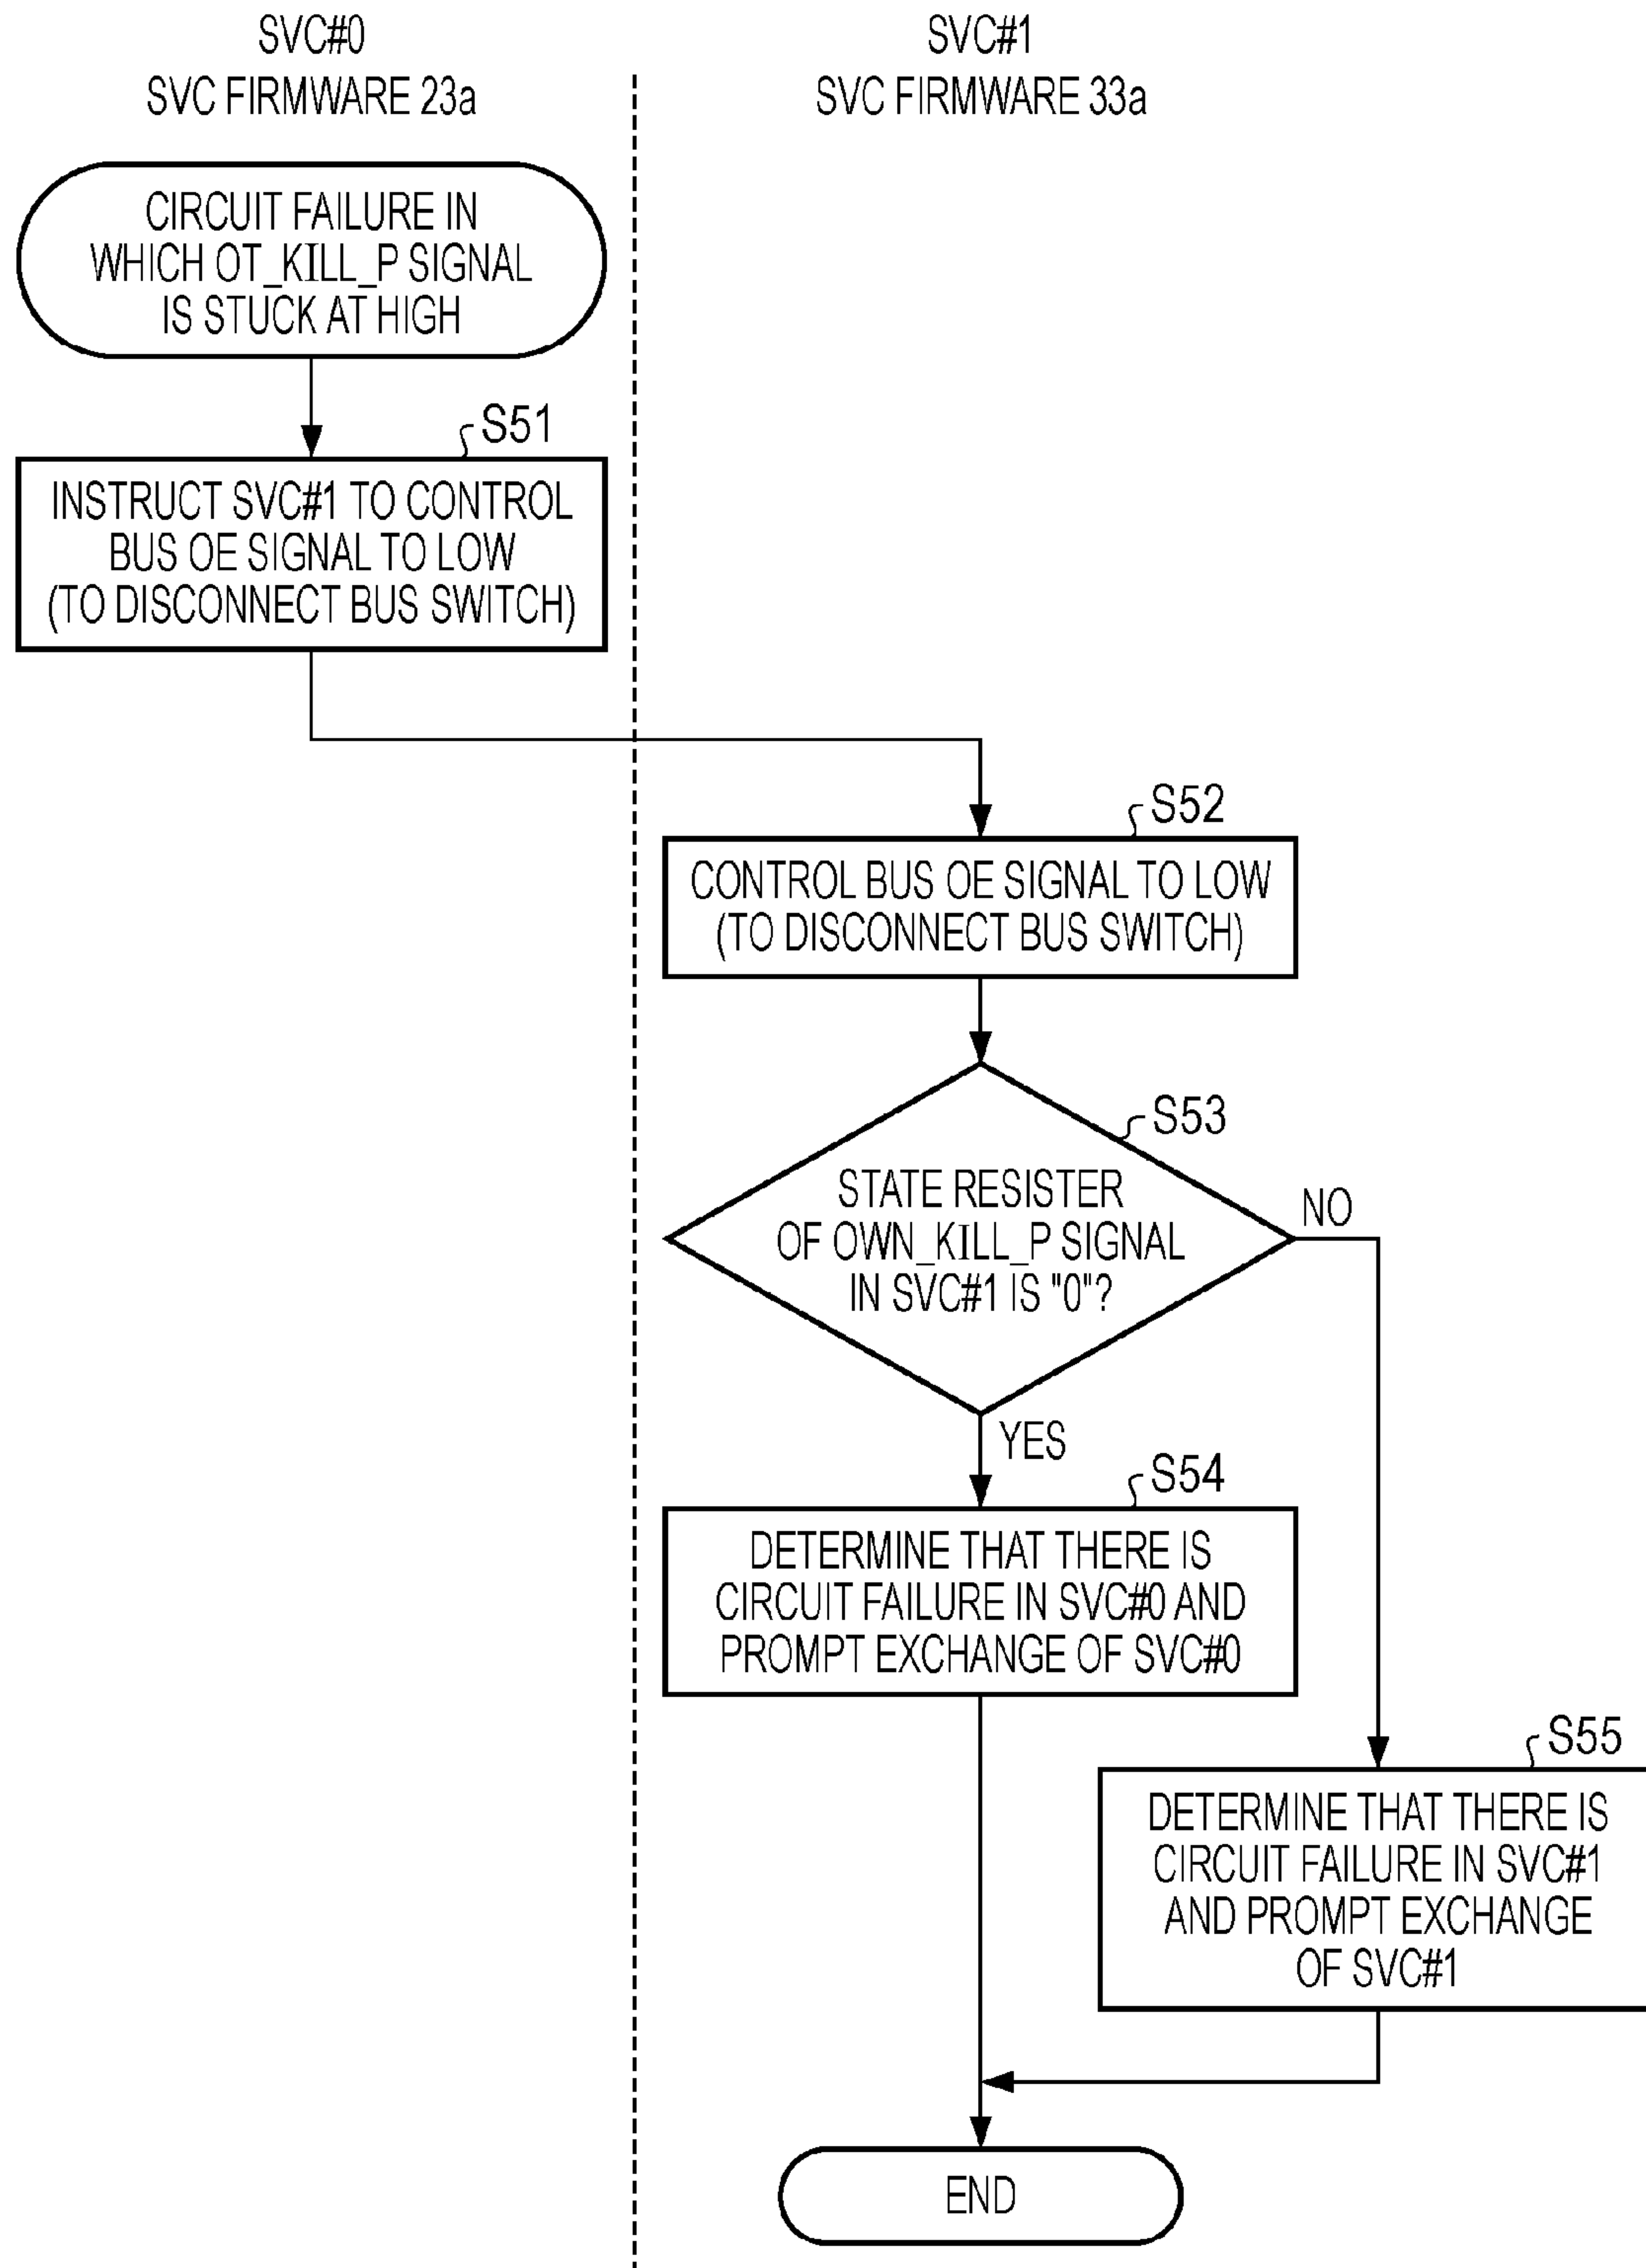 SVC#0
SVC FIRMWARE 23a
SVC#1
SVC FIRMWARE 33a
CIRCUIT FAILURE IN
WHICH OT_KILL_P SIGNAL
IS STUCK AT HIGH
S51
INSTRUCT SVC#1 TO CONTROL
BUS OE SIGNAL TO LOW
(TO DISCONNECT BUS SWITCH)
S52
CONTROL BUS OE SIGNAL TO LOW
(TO DISCONNECT BUS SWITCH)
S53
STATE RESISTER
OF OWN_KILL_P SIGNAL
IN SVC#1 IS "0"?
NO
YES
S54
DETERMINE THAT THERE IS
CIRCUIT FAILURE IN SVC#0 AND
PROMPT EXCHANGE OF SVC#0
S55
DETERMINE THAT THERE IS
CIRCUIT FAILURE IN SVC#1
AND PROMPT EXCHANGE
OF SVC#1
END